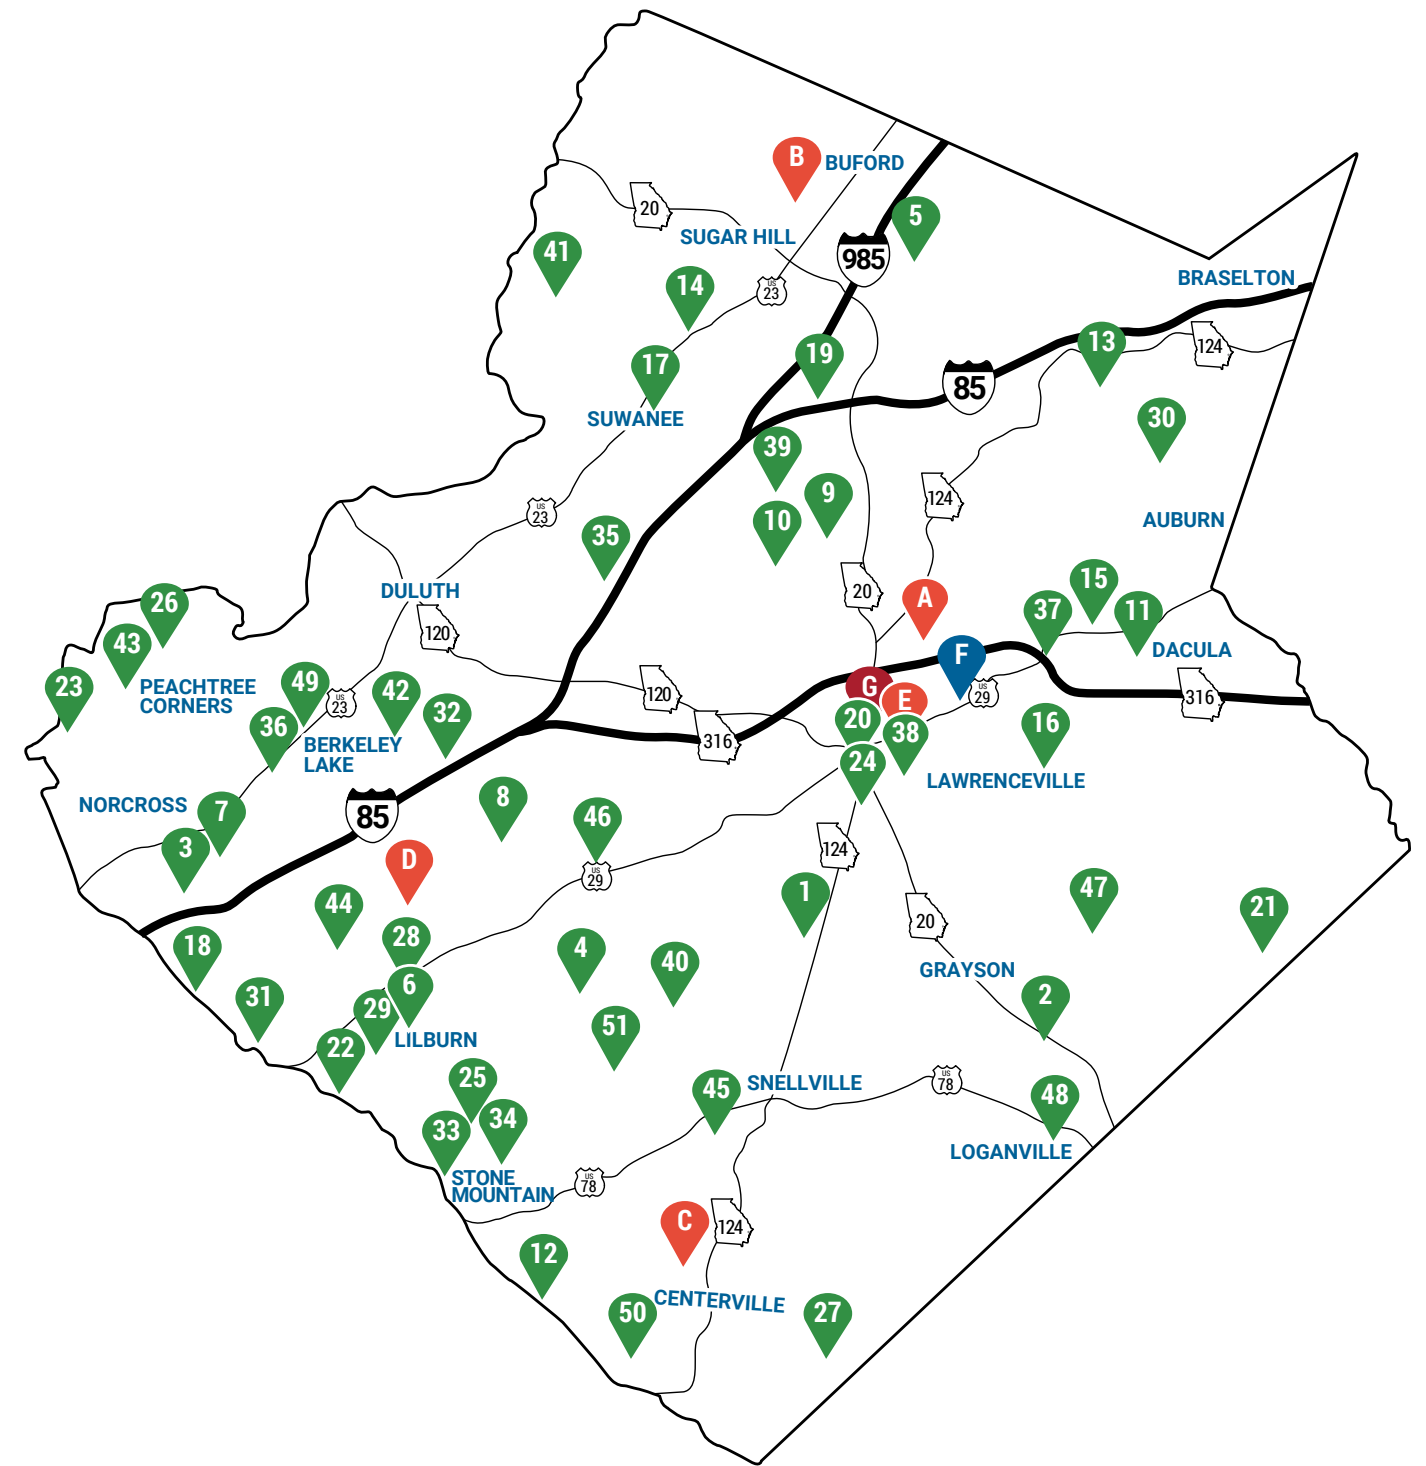 B
BUFORD
20
5
SUGAR HILL
985
41
14
US
23
BRASELTON
13
124
19
17
85
SUWANEE
30
39
9
124
10
US
23
AUBURN
35
DULUTH
20
15
A
26
37
11
120
43
DACULA
F
23
PEACHTREE
CORNERS
49
US
23
42
120
G
E
US
29
316
32
36
20
38
16
316
BERKELEY
LAKE
24
LAWRENCEVILLE
NORCROSS
7
85
8
46
3
D
124
US
29
1
47
44
20
21
28
18
4
40
GRAYSON
6
31
29
2
51
22
LILBURN
25
SNELLVILLE
US
78
45
48
34
33
LOGANVILLE
STONE
MOUNTAIN
US
78
C
124
12
CENTERVILLE
50
27